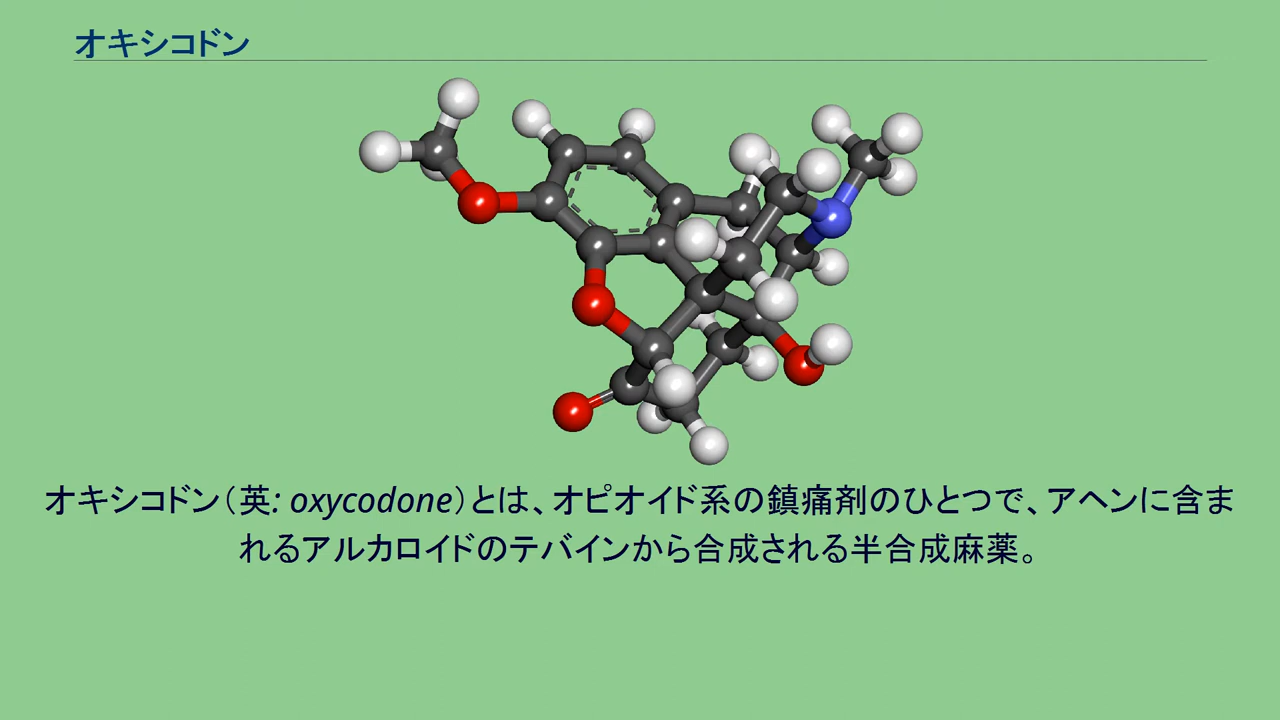 オキシコドン
オキシコドン（英: oxycodone）とは、オピオイド系の鎮痛剤のひとつで、アヘンに含ま
れるアルカロイドのテバインから合成される半合成麻薬。